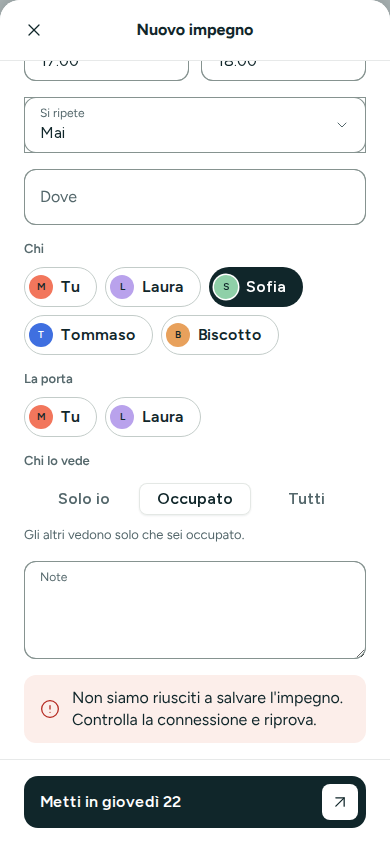 Nuovo impegno
17:00 18:00
Si ripete
Mai
Dove
Chi
M Tu L Laura S Sofia
T Tommaso B Biscotto
La porta
M Tu L Laura
Chi lo vede
Solo io Occupato Tutti
Gli altri vedono solo che sei occupato.
Note
Non siamo riusciti a salvare l'impegno.
Controlla la connessione e riprova.
Metti in giovedì 22